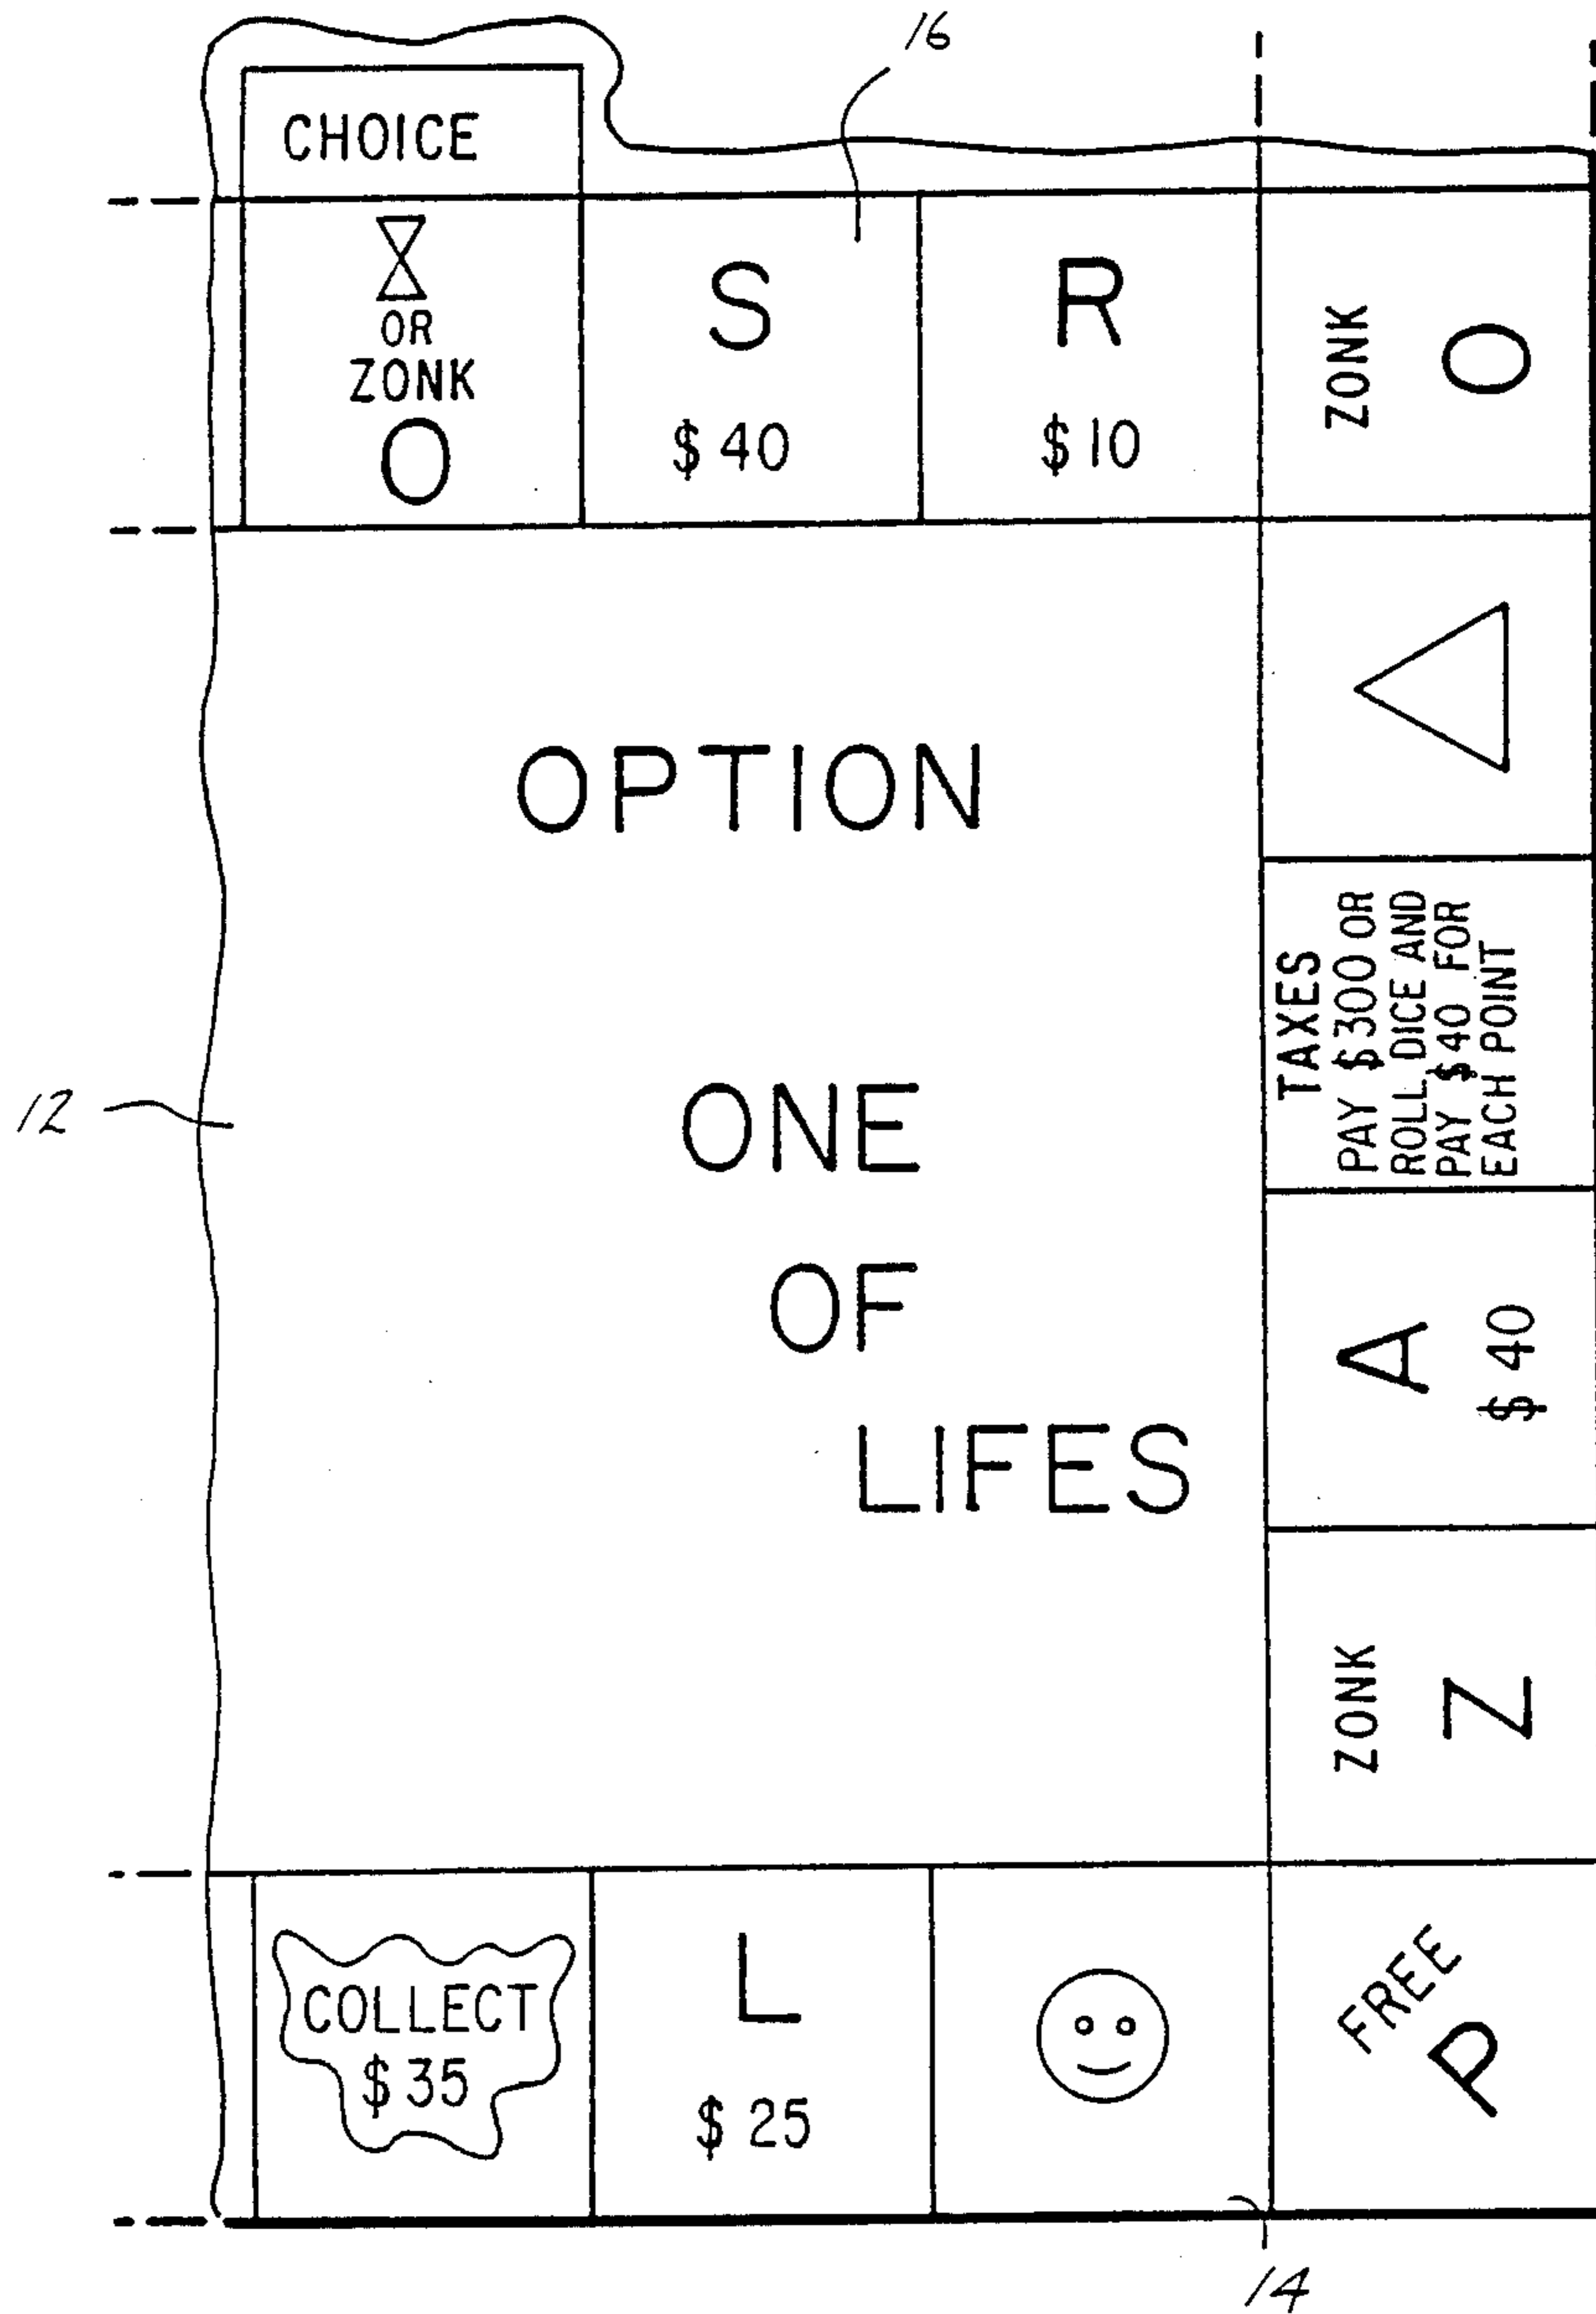 16
CHOICE
OR
ZONK
O
S
$40
R
$10
ZONK
O
OPTION
ONE
OF
LIFES
TAXES
PAY $300 OR
ROLL DICE AND
PAY $40 FOR
EACH POINT
12
A
$40
ZONK
Z
COLLECT
$35
L
$25
FREE
P
14